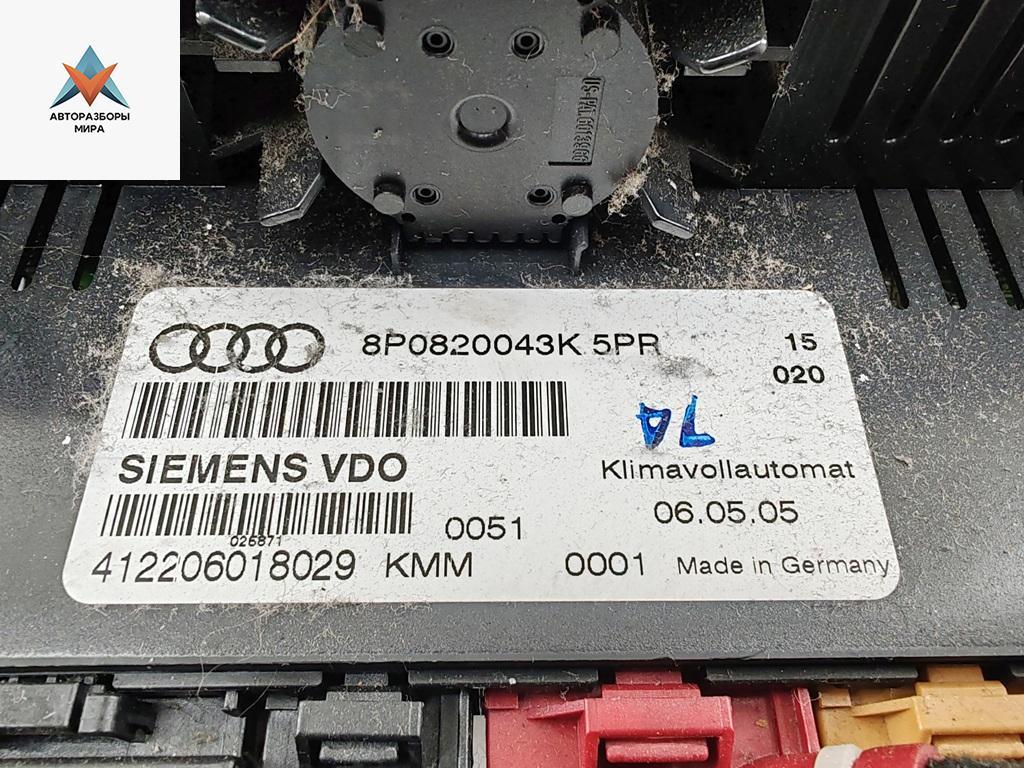 АВТОРАЗБОРЫ
МИРА
8P0820043K 5PR
15
020
SIEMENS VDO
Klimavollautomat
06.05.05
0051
025871
412206018029 KMM
0001
Made in Germany